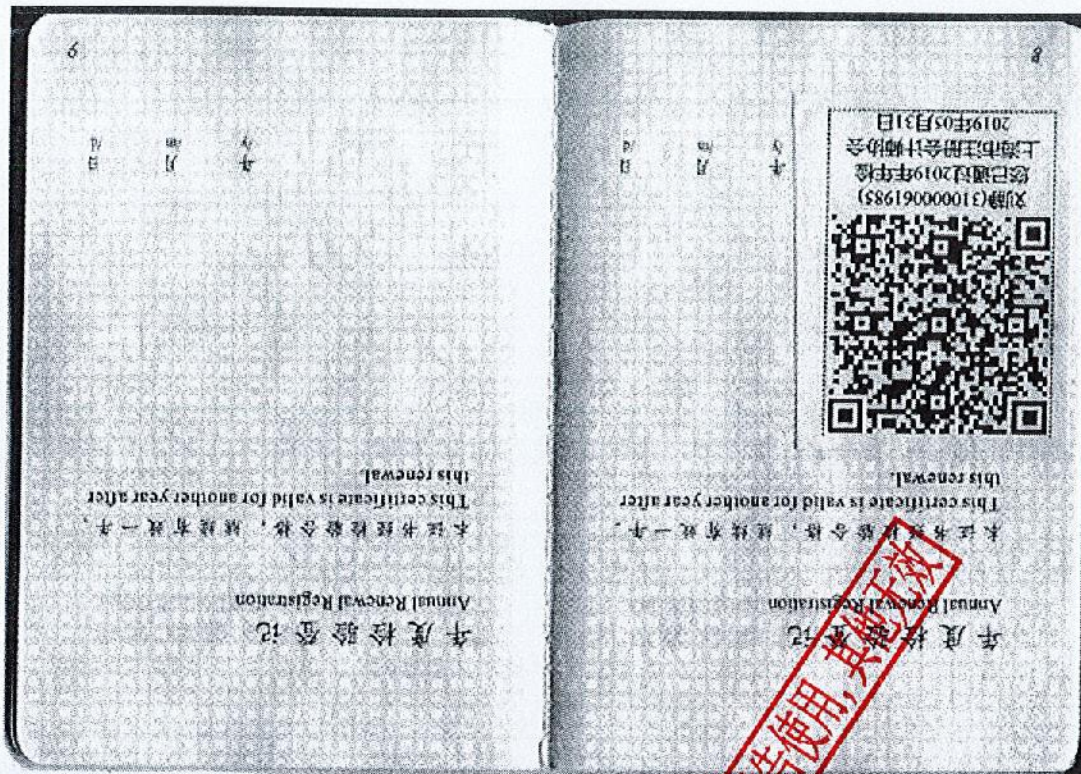 年度检验登记
Annual Renewal Registration
本证书经检验合格，继续有效一年。
This certificate is valid for another year after
this renewal.
刘静(310000061985)
您已通过2019年年检
上海市注册会计师协会
2019年05月31日
年 月 日
/y /m /d
8
年度检验登记
Annual Renewal Registration
本证书经检验合格，继续有效一年。
This certificate is valid for another year after
this renewal.
年 月 日
/y /m /d
9
告使用,其他无效